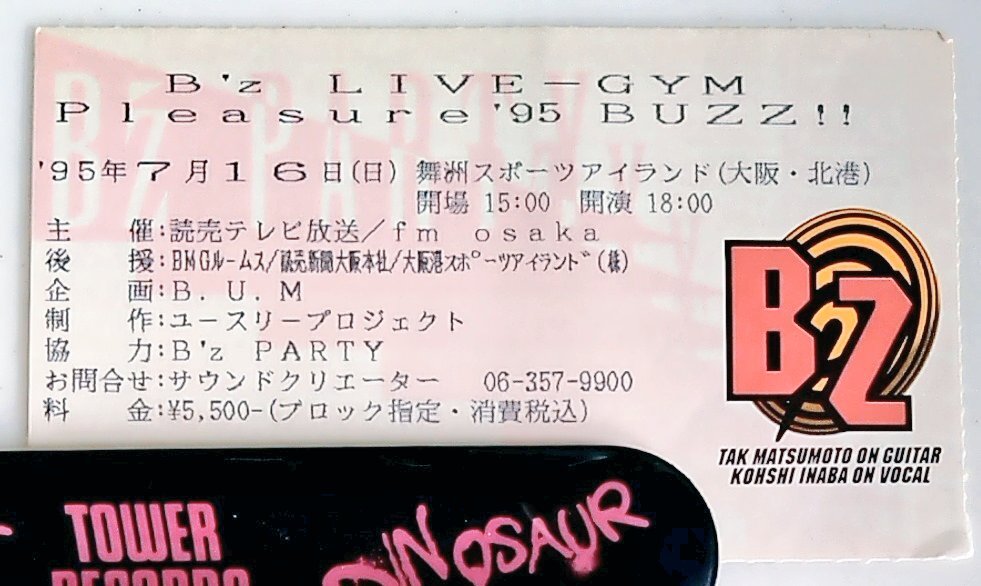 B'z LIVE-GYM
Pleasure'95 BUZZ!!
'95年7月16日(日) 舞洲スポーツアイランド(大阪・北港)
開場 15:00 開演 18:00
主 催:読売テレビ放送/fm osaka
後 援:BMGルームス/読売新聞大阪本社/大阪港スポーツアイランド(株)
企 画:B.U.M
制 作:ユースリープロジェクト
協 力:B'z PARTY
お問合せ:サウンドクリエーター 06-357-9900
料 金:¥5,500-(ブロック指定・消費税込)
B'z
TAK MATSUMOTO ON GUITAR
KOHSHI INABA ON VOCAL
TOWER
RECORDS
DINOSAUR